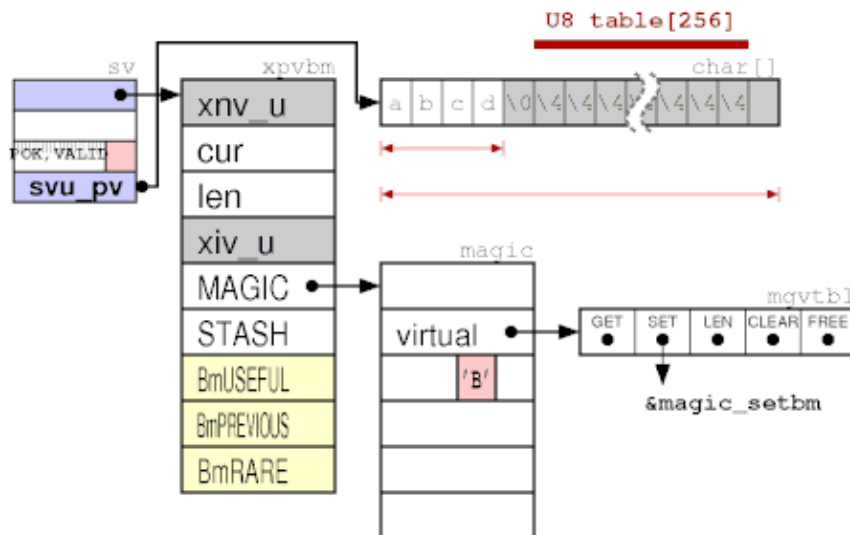 U8 table[256]
sv
xpvbm
char[]
xnv_u
a b c d \0 \4 \4 \4 \4 \4 \4
cur
POK, VALID
svu_pv
len
xiv_u
magic
MAGIC
mgvtbl
STASH
virtual
GET SET LEN CLEAR FREE
BmUSEFUL
'B'
&magic_setbm
BmPREVIOUS
BmRARE